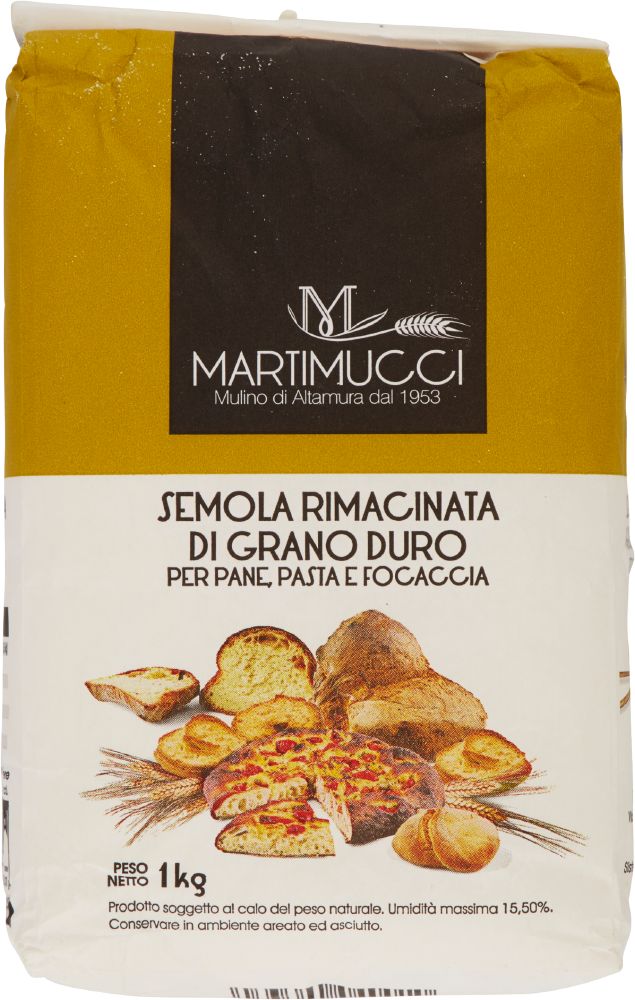 M
MARTIMUCCI
Mulino di Altamura dal 1953
SEMOLA RIMACINATA
DI GRANO DURO
PER PANE, PASTA E FOCACCIA
PESO
NETTO 1kg
Prodotto soggetto al calo del peso naturale. Umidità massima 15,50%.
Conservare in ambiente areato ed asciutto.